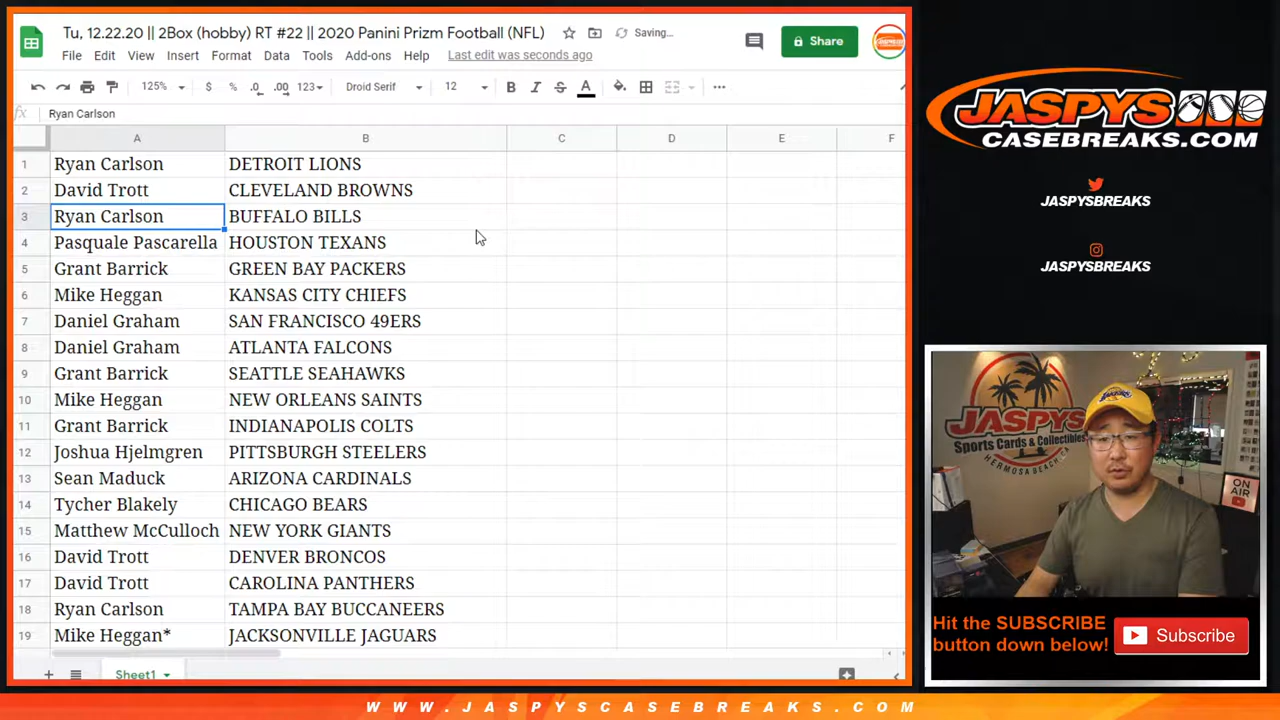 Tu, 12.22.20 || 2Box (hobby) RT #22 || 2020 Panini Prizm Football (NFL) Saving...
File Edit View Insert Format Data Tools Add-ons Help Last edit was seconds ago
Share
125% $ % .0 .00 123 Droid Serif 12 B I S A
fx Ryan Carlson
A B C D E F
1 Ryan Carlson DETROIT LIONS
2 David Trott CLEVELAND BROWNS
3 Ryan Carlson BUFFALO BILLS
4 Pasquale Pascarella HOUSTON TEXANS
5 Grant Barrick GREEN BAY PACKERS
6 Mike Heggan KANSAS CITY CHIEFS
7 Daniel Graham SAN FRANCISCO 49ERS
8 Daniel Graham ATLANTA FALCONS
9 Grant Barrick SEATTLE SEAHAWKS
10 Mike Heggan NEW ORLEANS SAINTS
11 Grant Barrick INDIANAPOLIS COLTS
12 Joshua Hjelmgren PITTSBURGH STEELERS
13 Sean Maduck ARIZONA CARDINALS
14 Tycher Blakely CHICAGO BEARS
15 Matthew McCulloch NEW YORK GIANTS
16 David Trott DENVER BRONCOS
17 David Trott CAROLINA PANTHERS
18 Ryan Carlson TAMPA BAY BUCCANEERS
19 Mike Heggan* JACKSONVILLE JAGUARS
Sheet1
JASPYS
CASEBREAKS.COM
JASPYSBREAKS
JASPYSBREAKS
JASPYS
Sports Cards & Collectibles
HERMOSA BEACH, CA
ON
AIR
Hit the SUBSCRIBE
button down below!
Subscribe
WWW.JASPYSCASEBREAKS.COM